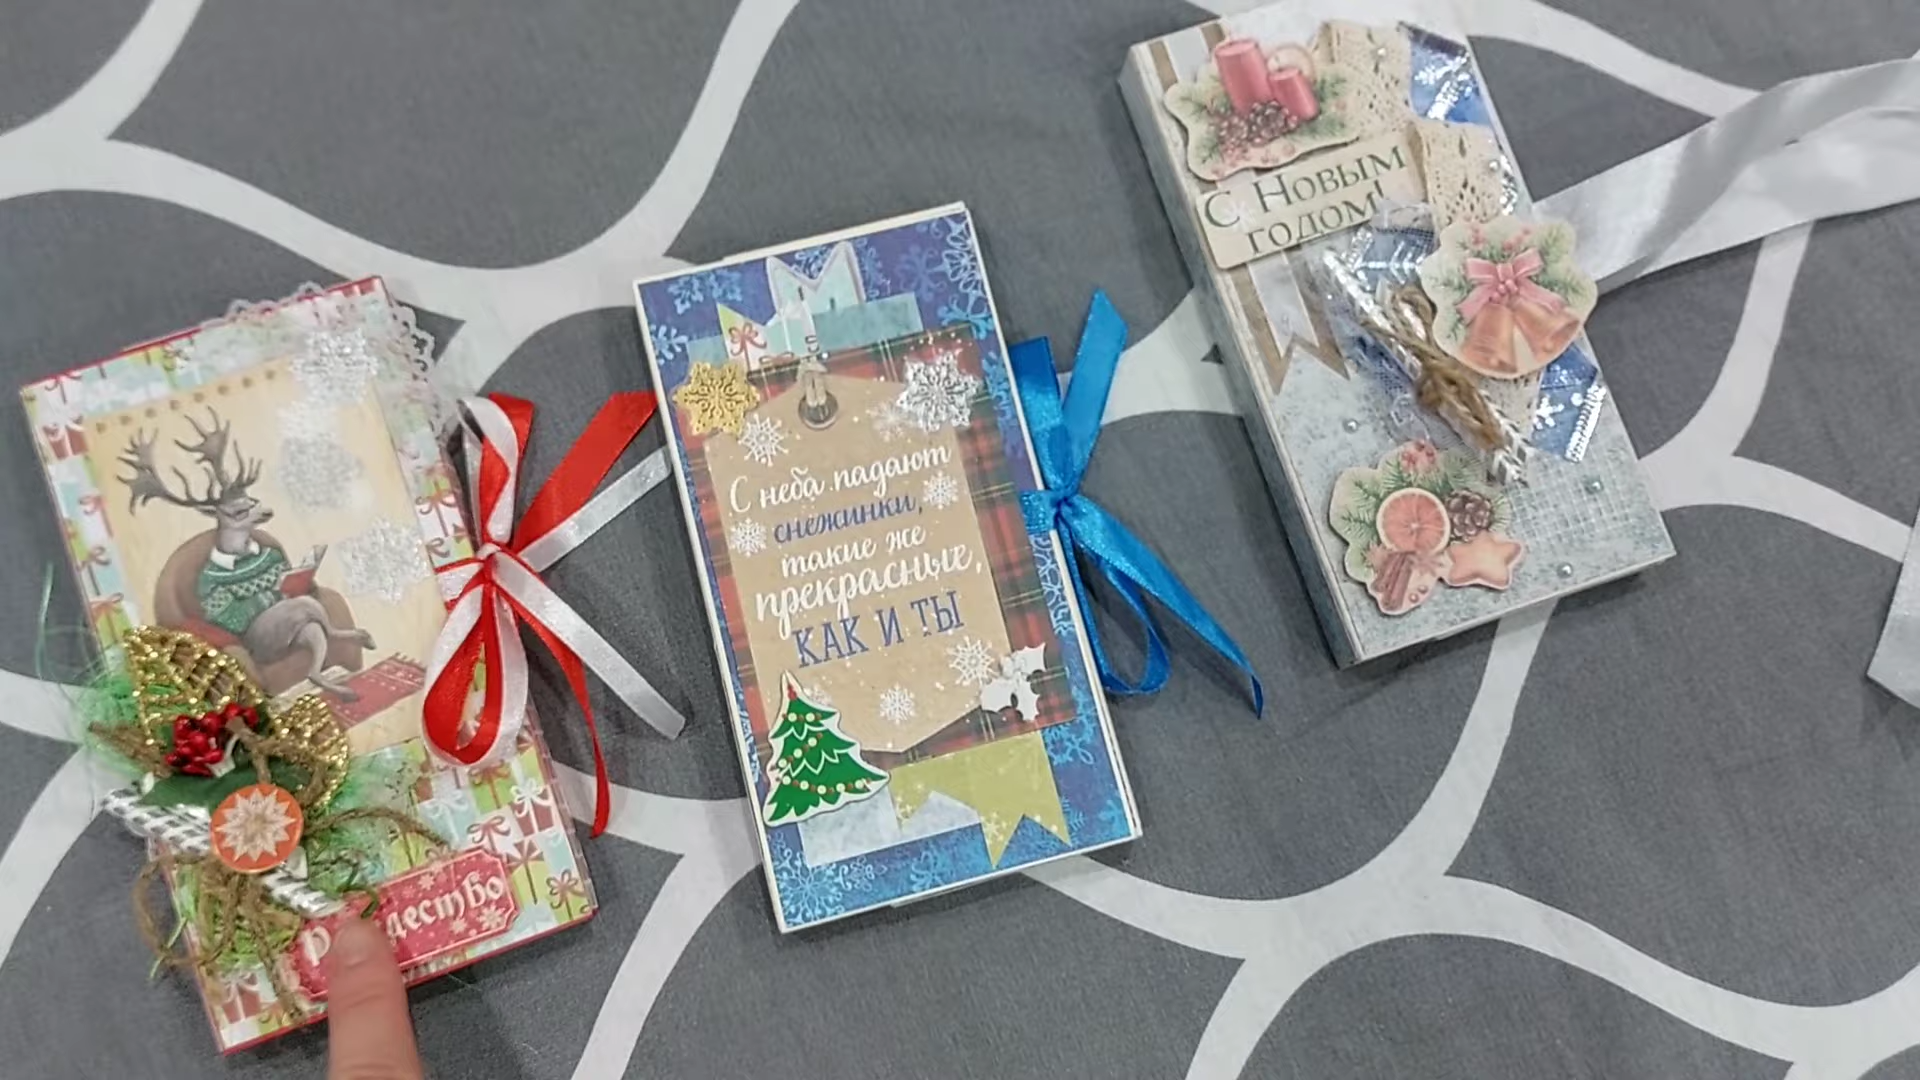 С Новым
годом!
С неба падают
снежинки,
такие же
прекрасные,
КАК И ТЫ